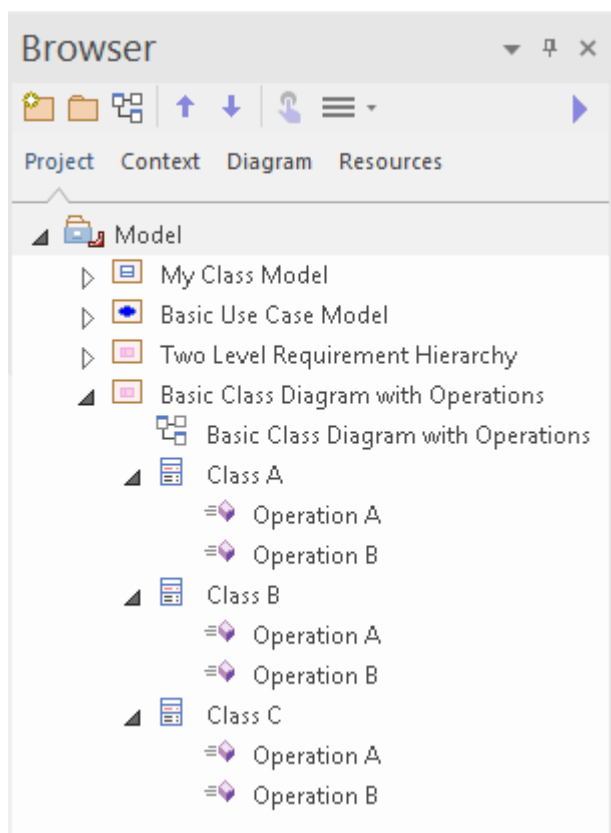 Browser
Project Context Diagram Resources
Model
My Class Model
Basic Use Case Model
Two Level Requirement Hierarchy
Basic Class Diagram with Operations
Basic Class Diagram with Operations
Class A
Operation A
Operation B
Class B
Operation A
Operation B
Class C
Operation A
Operation B